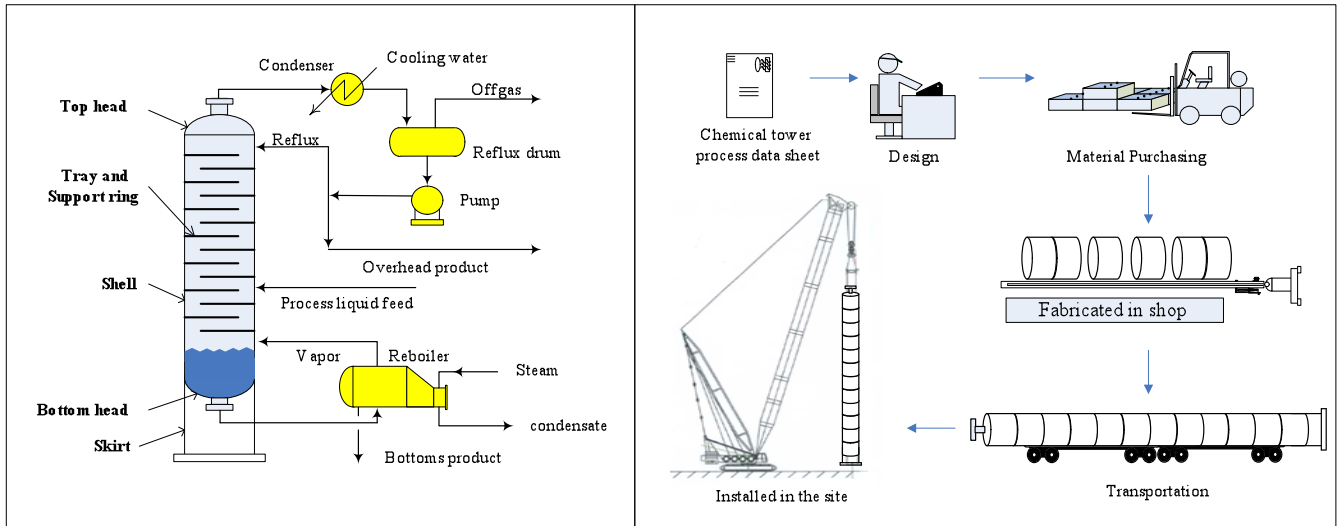 Cooling water
Condenser
Offgas
Top head
Reflux
Reflux drum
Tray and
Support ring
Pump
Overhead product
Shell
Process liquid feed
Vapor
Reboiler
Steam
Bottom head
condensate
Skirt
Bottoms product
Chemical tower
process data sheet
Design
Material Purchasing
Fabricated in shop
Transportation
Installed in the site